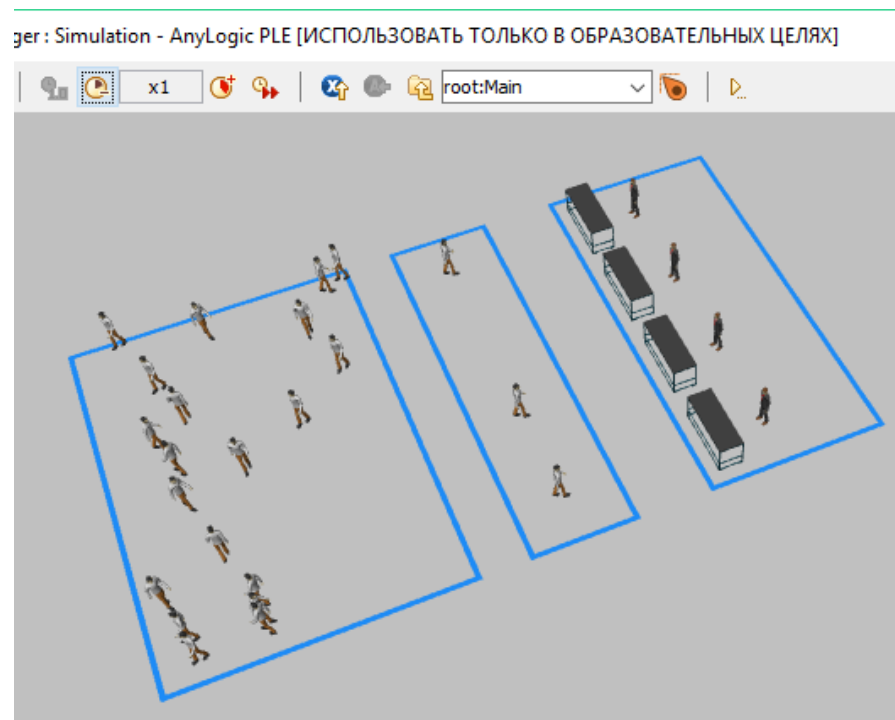 ger : Simulation - AnyLogic PLE [ИСПОЛЬЗОВАТЬ ТОЛЬКО В ОБРАЗОВАТЕЛЬНЫХ ЦЕЛЯХ]
x1 root:Main